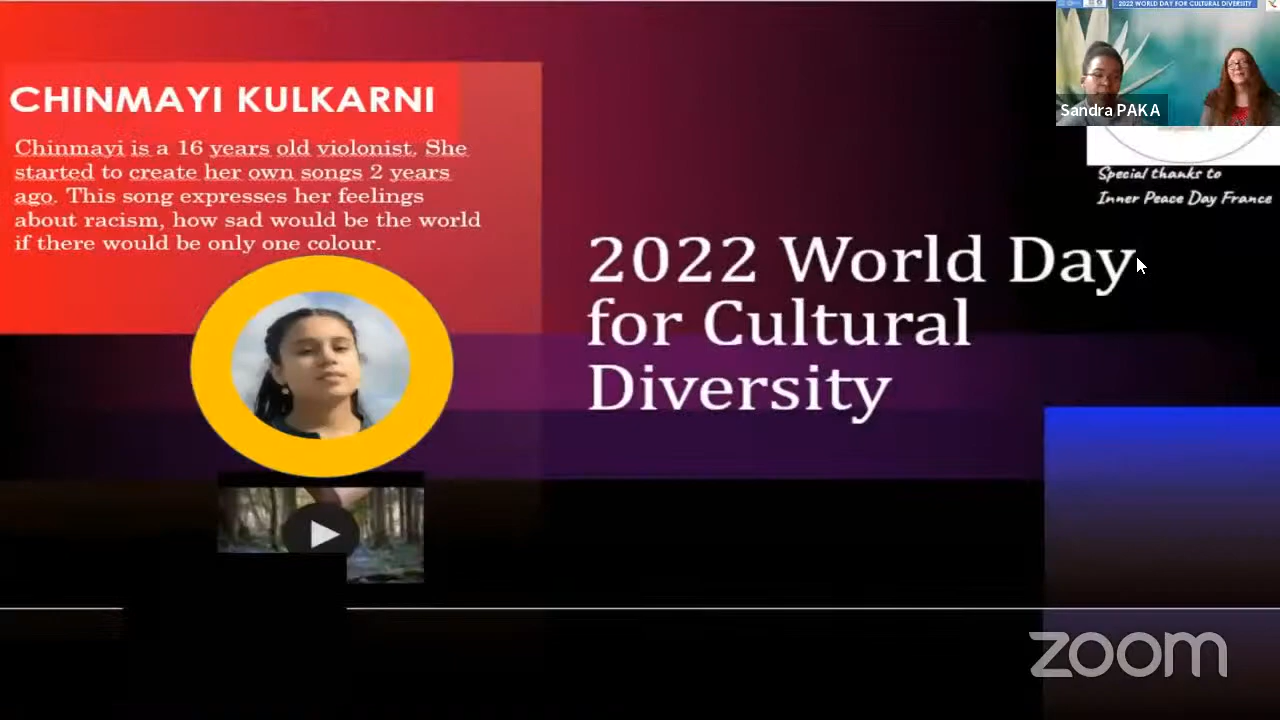 2022 WORLD DAY FOR CULTURAL DIVERSITY
Sandra PAKA
CHINMAYI KULKARNI
Chinmayi is a 16 years old violonist. She
started to create her own songs 2 years
ago. This song expresses her feelings
about racism, how sad would be the world
if there would be only one colour.
Special thanks to
Inner Peace Day France
2022 World Day
for Cultural
Diversity
zoom